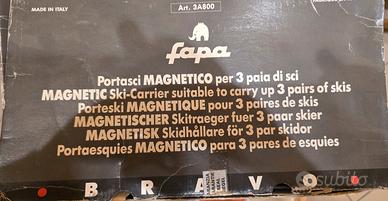 MADE IN ITALY
Art. 3A800
fapa
Portasci MAGNETICO per 3 paia di sci
MAGNETIC Ski-Carrier suitable to carry up 3 pairs of skis
Porteski MAGNETIQUE pour 3 paires de skis
MAGNETISCHER Skitraeger fuer 3 paar skier
MAGNETISK Skidhållare för 3 par skidor
Portaesquies MAGNETICO para 3 pares de esquies
BRAVO
subito